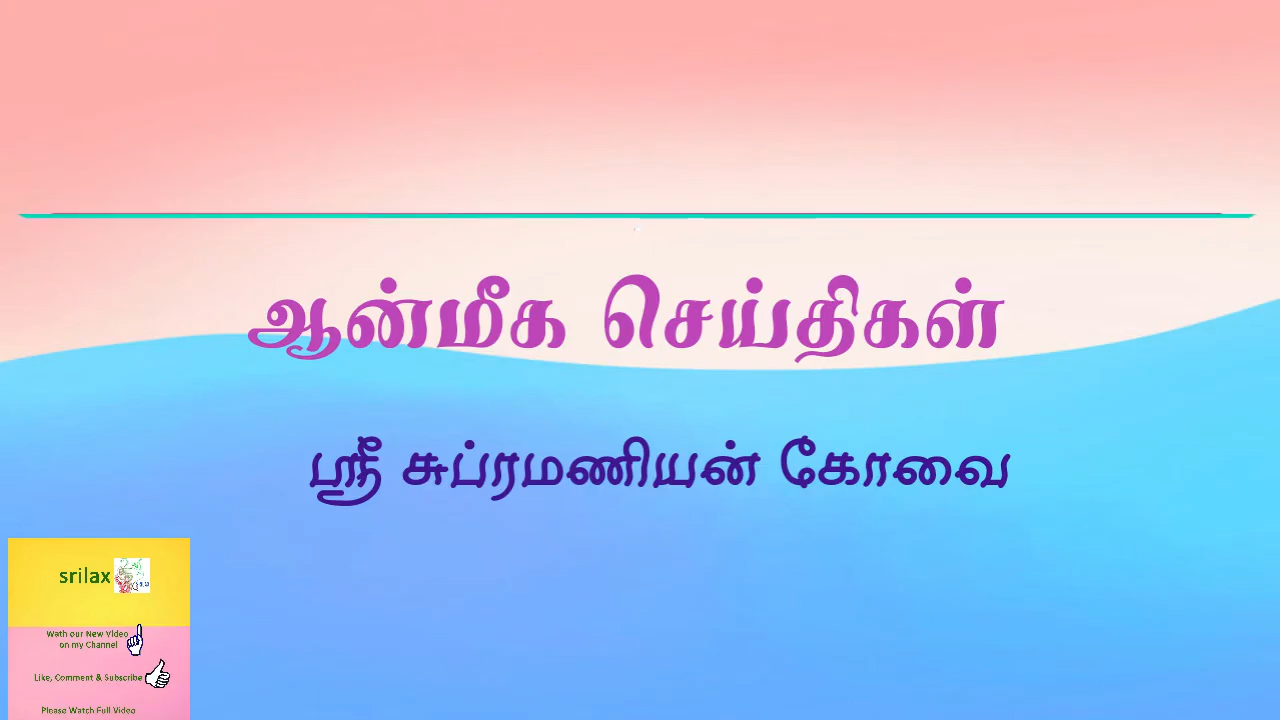 ஆன்மீக செய்திகள்
ஸ்ரீ சுப்ரமணியன் கோவை
srilax
Wath our New Video
on my Channel
Like, Comment & Subscribe
Please Watch Full Video